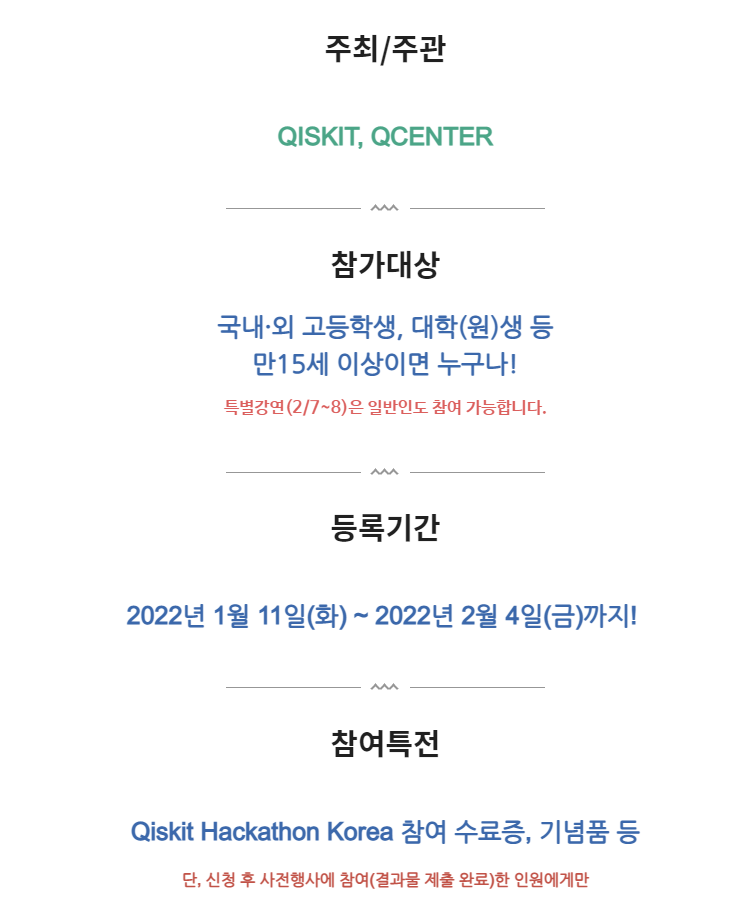 주최/주관
QISKIT, QCENTER
참가대상
국내·외 고등학생, 대학(원)생 등
만15세 이상이면 누구나!
특별강연(2/7~8)은 일반인도 참여 가능합니다.
등록기간
2022년 1월 11일(화) ~ 2022년 2월 4일(금)까지!
참여특전
Qiskit Hackathon Korea 참여 수료증, 기념품 등
단, 신청 후 사전행사에 참여(결과물 제출 완료)한 인원에게만